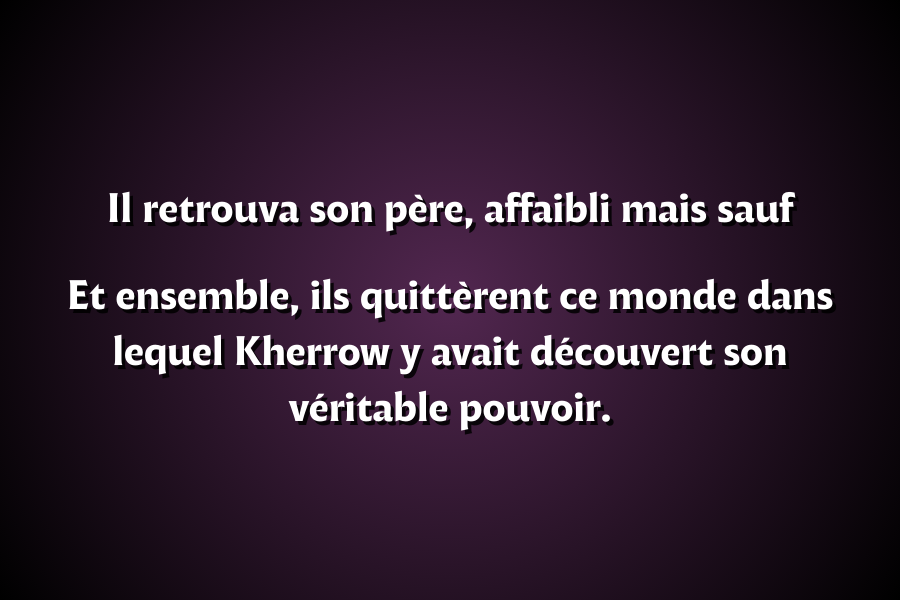 Il retrouva son père, affaibli mais sauf
Et ensemble, ils quittèrent ce monde dans
lequel Kherrow y avait découvert son
véritable pouvoir.